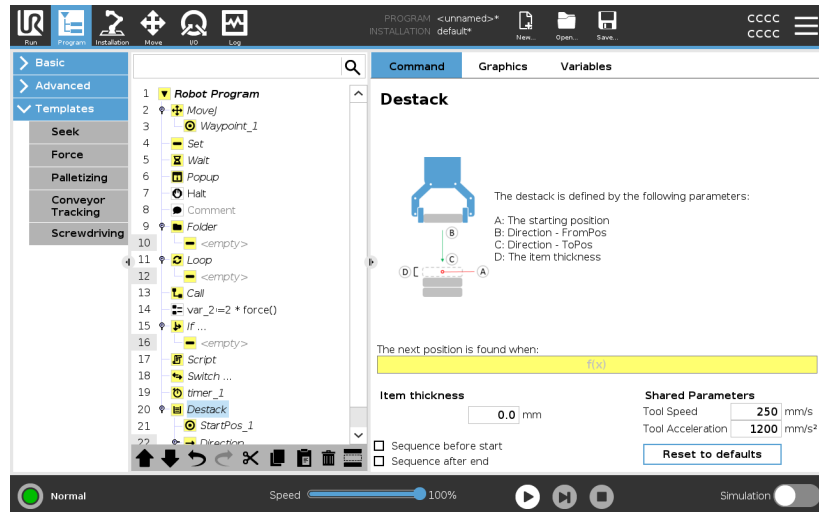 PROGRAM <unnamed>*
INSTALLATION default*
Run
Program
Installation
Move
I/O
Log
New...
Open...
Save...
cccc
cccc
Basic
Advanced
Templates
Seek
Force
Palletizing
Conveyor
Tracking
Screwdriving
1 Robot Program
2 MoveJ
3 Waypoint_1
4 Set
5 Wait
6 Popup
7 Halt
8 Comment
9 Folder
10 <empty>
11 Loop
12 <empty>
13 Call
14 var_2:=2 * force()
15 If ...
16 <empty>
17 Script
18 Switch ...
19 timer_1
20 Destack
21 StartPos_1
22 Direction
Command
Graphics
Variables
Destack
B
C
D
A
The destack is defined by the following parameters:
A: The starting position
B: Direction - FromPos
C: Direction - ToPos
D: The item thickness
The next position is found when:
f(x)
Item thickness
0.0 mm
Sequence before start
Sequence after end
Shared Parameters
Tool Speed 250 mm/s
Tool Acceleration 1200 mm/s²
Reset to defaults
Normal
Speed
100%
Simulation